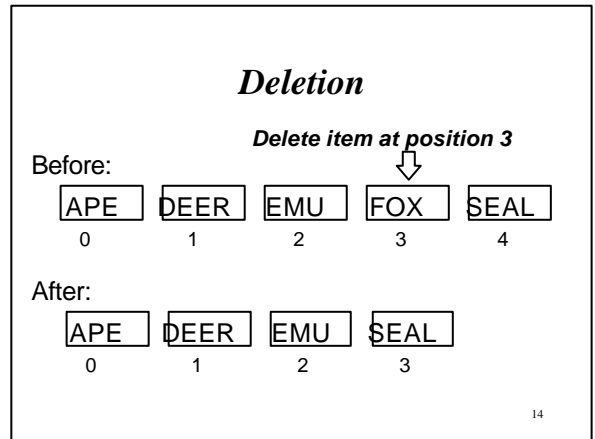 Deletion
Delete item at position 3
Before:
APE DEER EMU FOX SEAL
0 1 2 3 4
After:
APE DEER EMU SEAL
0 1 2 3
14